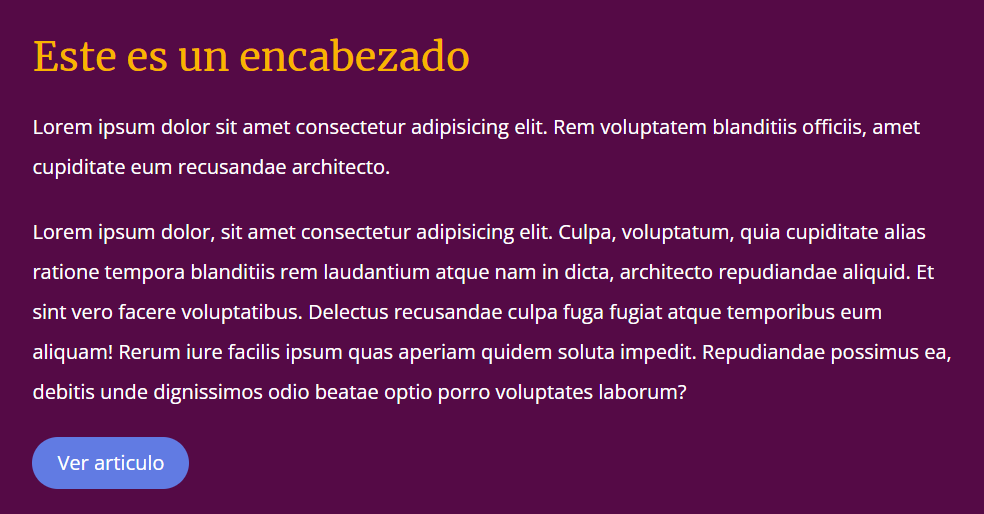 Este es un encabezado
Lorem ipsum dolor sit amet consectetur adipisicing elit. Rem voluptatem blanditiis officiis, amet
cupiditate eum recusandae architecto.
Lorem ipsum dolor, sit amet consectetur adipisicing elit. Culpa, voluptatum, quia cupiditate alias
ratione tempora blanditiis rem laudantium atque nam in dicta, architecto repudiandae aliquid. Et
sint vero facere voluptatibus. Delectus recusandae culpa fuga fugiat atque temporibus eum
aliquam! Rerum iure facilis ipsum quas aperiam quidem soluta impedit. Repudiandae possimus ea,
debitis unde dignissimos odio beatae optio porro voluptates laborum?
Ver articulo